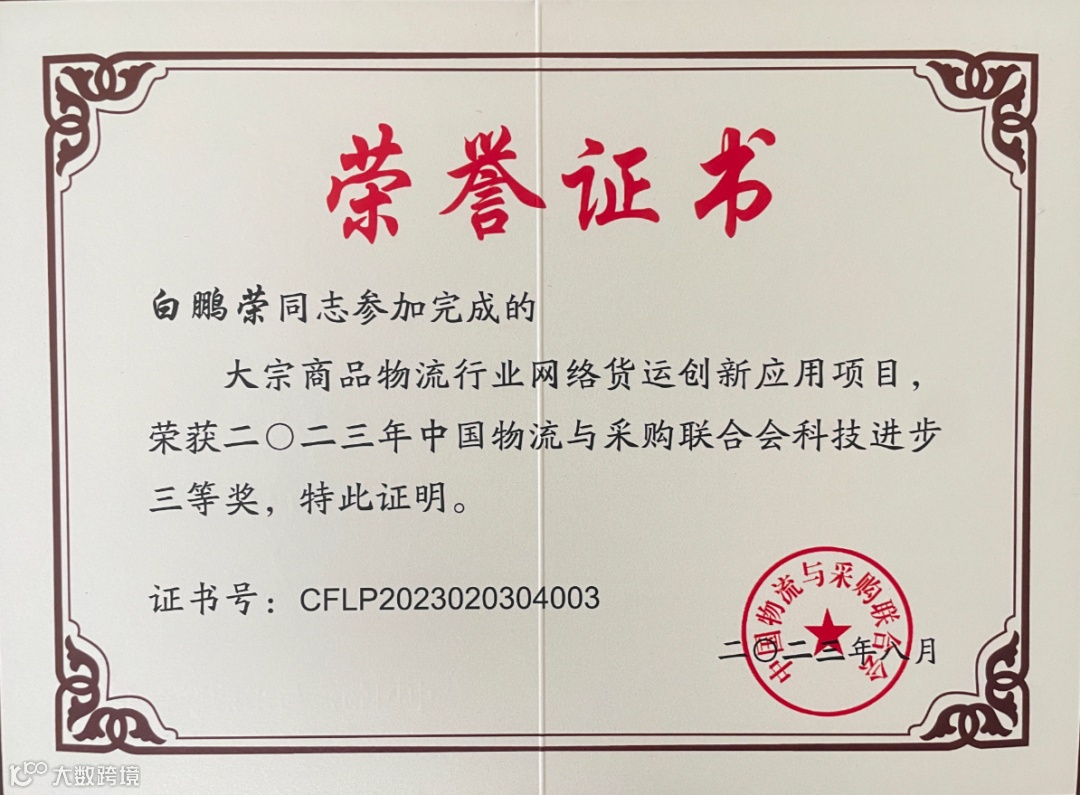 荣誉证书
白鹏荣同志参加完成的
大宗商品物流行业网络货运创新应用项目，
荣获二〇二三年中国物流与采购联合会科技进步
三等奖，特此证明。
证书号：CFLP2023020304003
中国物流与采购联合会
二〇二三年八月
大数跨境